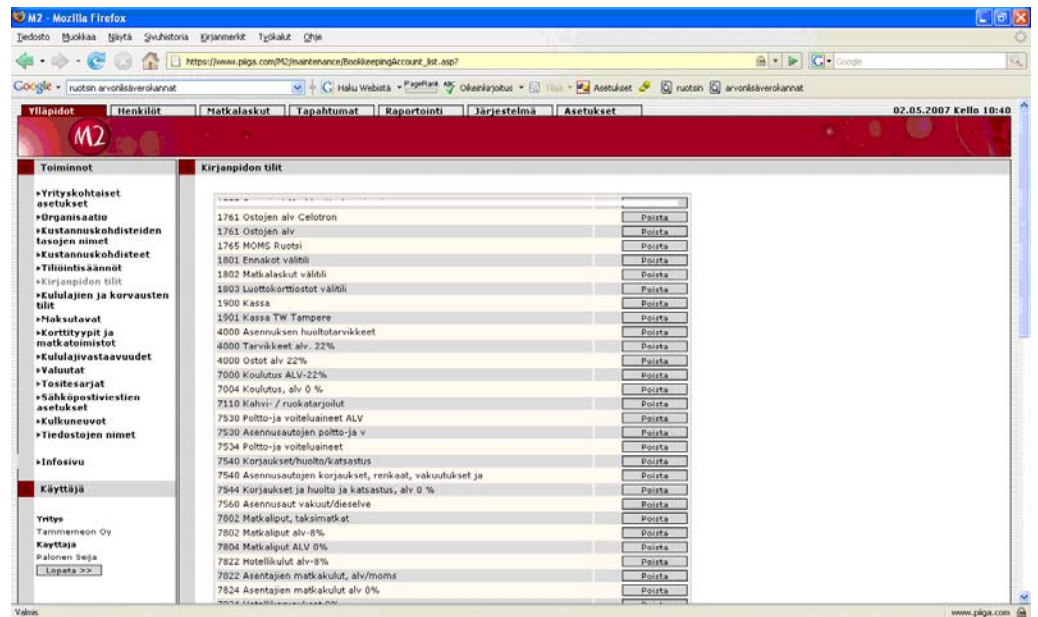 M2 - Mozilla Firefox
Tiedosto Muokkaa Näytä Sivuhistoria Kirjanmerkit Työkalut Ohje
https://www.piiga.com/M2/maintenance/BookkeepingAccount_list.asp?
Google
Google ruotsin arvonlisäverokannat Haku Webistä PageRank Oikeinkirjoitus Tilaa Asetukset ruotsin arvonlisäverokannat
Ylläpidot Henkilöt Matkalaskut Tapahtumat Raportointi Järjestelmä Asetukset 02.05.2007 Kello 10:40
M2
Toiminnot
Yrityskohtaiset
asetukset
Organisaatio
Kustannuskohdisteiden
tasojen nimet
Kustannuskohdisteet
Tiliöintisäännöt
Kirjanpidon tilit
Kululajien ja korvausten
tilit
Maksutavat
Korttityypit ja
matkatoimistot
Kululajivastaavuudet
Valuutat
Tositesarjat
Sähköpostiviestien
asetukset
Kulkuneuvot
Tiedostojen nimet
Infosivu
Käyttäjä
Yritys
Tammerneon Oy
Käyttäjä
Palonen Seija
Lopeta >>
Kirjanpidon tilit
1761 Ostojen alv Celotron Poista
1761 Ostojen alv Poista
1765 MOMS Ruotsi Poista
1801 Ennakot välitili Poista
1802 Matkalaskut välitili Poista
1803 Luottokorttiostot välitili Poista
1900 Kassa Poista
1901 Kassa TW Tampere Poista
4000 Asennuksen huoltotarvikkeet Poista
4000 Tarvikkeet alv. 22% Poista
4000 Ostot alv 22% Poista
7000 Koulutus ALV-22% Poista
7004 Koulutus, alv 0 % Poista
7110 Kahvi- / ruokatarjoilut Poista
7530 Poltto-ja voiteluaineet ALV Poista
7530 Asennusautojen poltto-ja v Poista
7534 Poltto-ja voiteluaineet Poista
7540 Korjaukset/huolto/katsastus Poista
7540 Asennusautojen korjaukset, renkaat, vakuutukset ja Poista
7544 Korjaukset ja huolto ja katsastus, alv 0 % Poista
7560 Asennusaut vakuut/dieselve Poista
7802 Matkaliput, taksimatkat Poista
7802 Matkaliput alv-8% Poista
7804 Matkaliput ALV 0% Poista
7822 Hotellikulut alv-8% Poista
7822 Asentajien matkakulut, alv/moms Poista
7824 Asentajien matkakulut alv 0% Poista
Valmis www.piiga.com